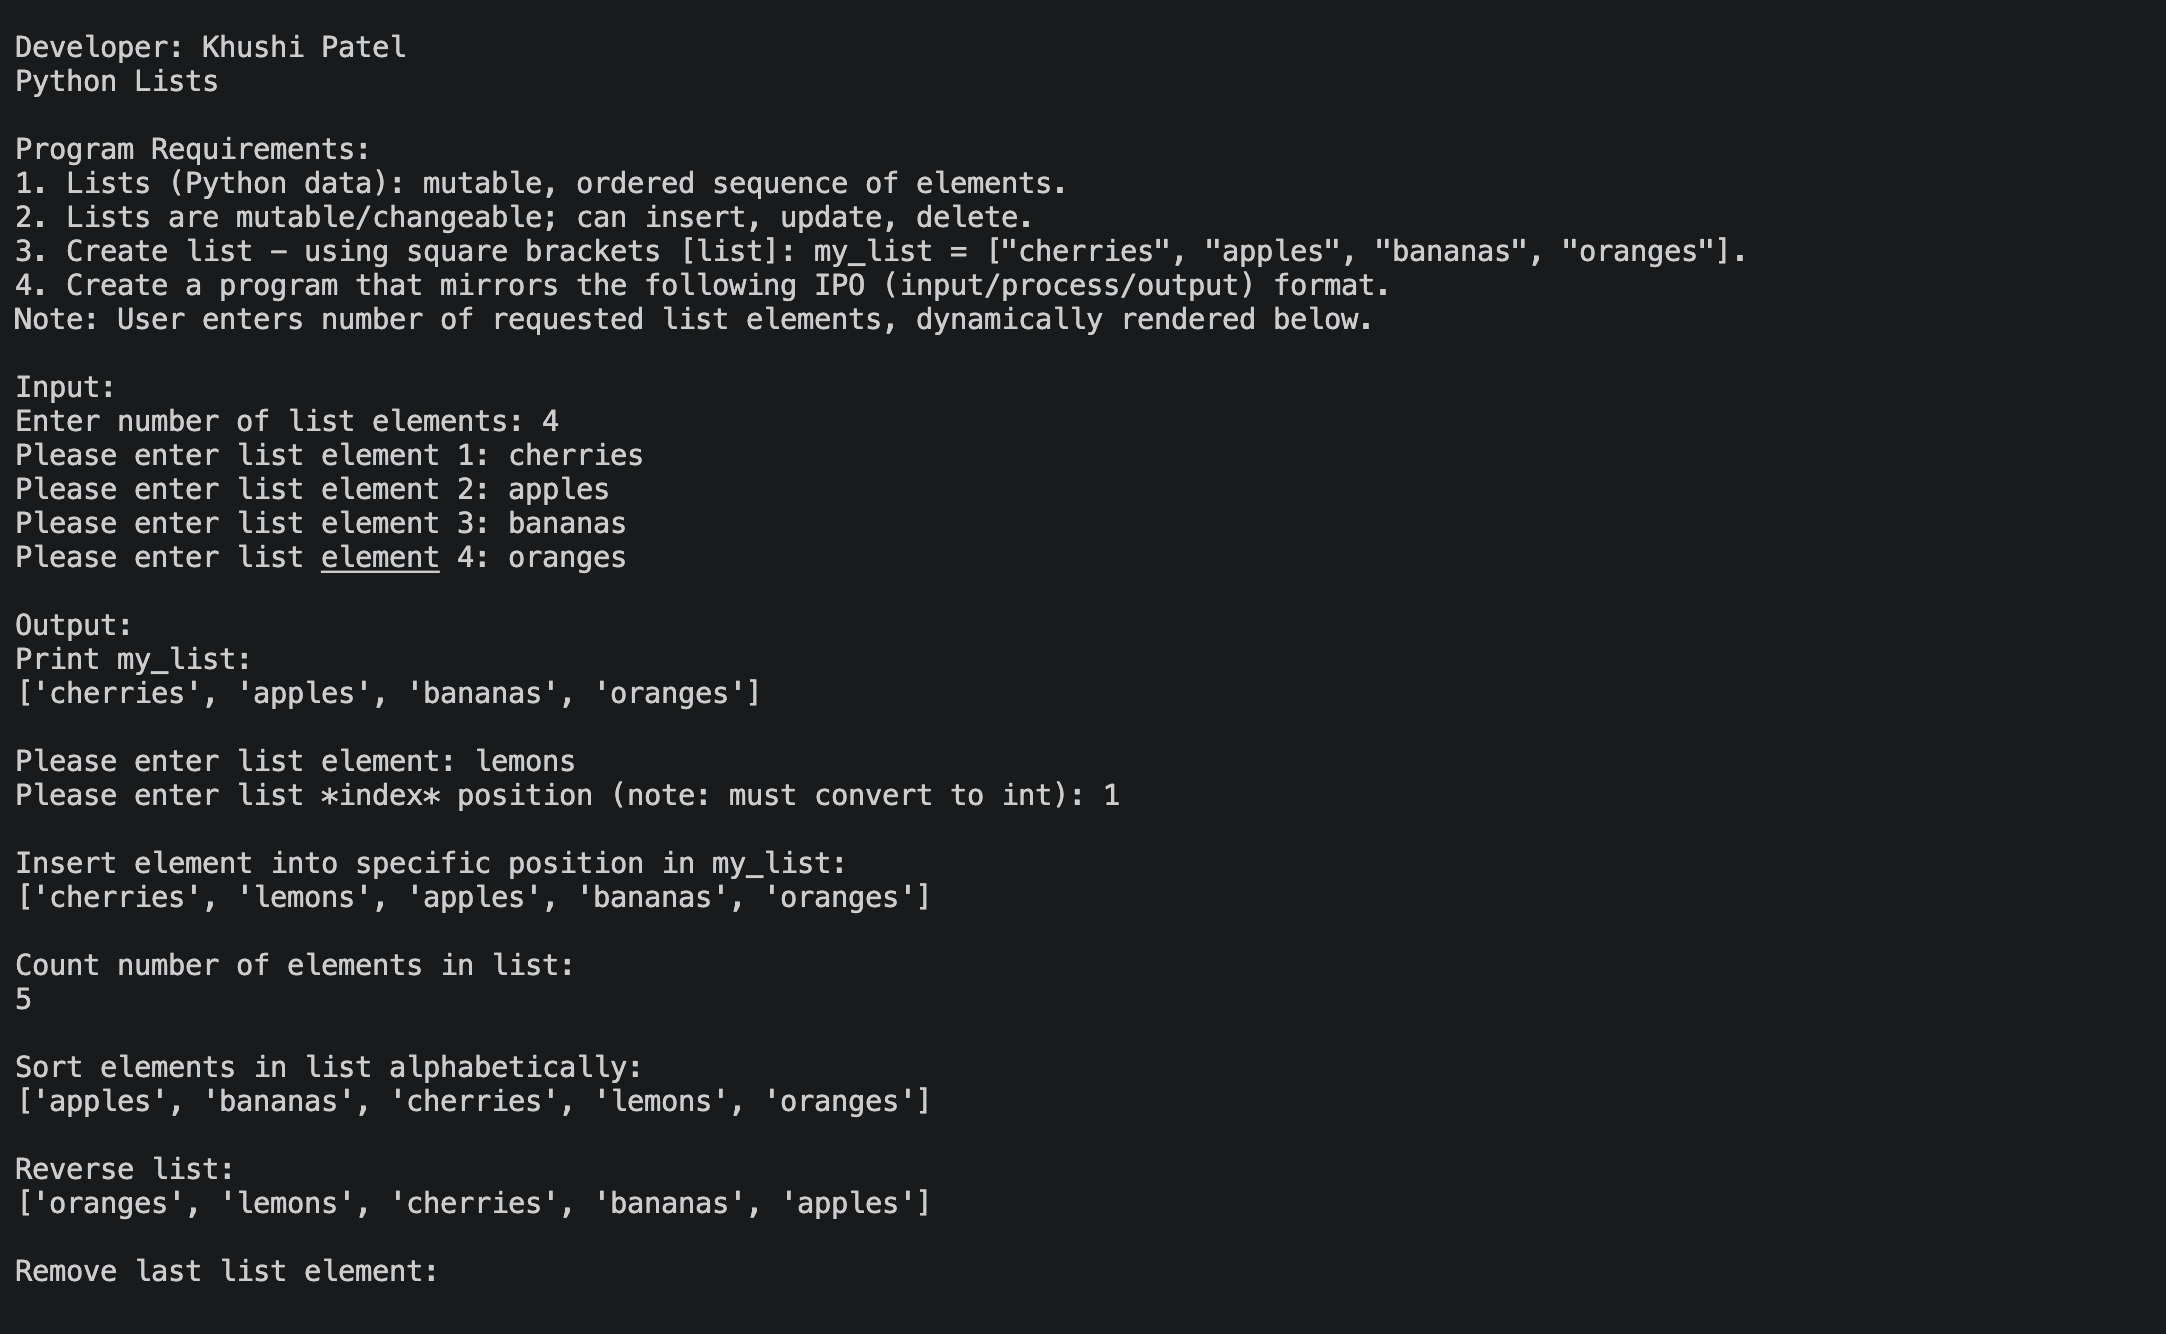 Developer: Khushi Patel
Python Lists
Program Requirements:
1. Lists (Python data): mutable, ordered sequence of elements.
2. Lists are mutable/changeable; can insert, update, delete.
3. Create list – using square brackets [list]: my_list = ["cherries", "apples", "bananas", "oranges"].
4. Create a program that mirrors the following IPO (input/process/output) format.
Note: User enters number of requested list elements, dynamically rendered below.
Input:
Enter number of list elements: 4
Please enter list element 1: cherries
Please enter list element 2: apples
Please enter list element 3: bananas
Please enter list element 4: oranges
Output:
Print my_list:
['cherries', 'apples', 'bananas', 'oranges']
Please enter list element: lemons
Please enter list *index* position (note: must convert to int): 1
Insert element into specific position in my_list:
['cherries', 'lemons', 'apples', 'bananas', 'oranges']
Count number of elements in list:
5
Sort elements in list alphabetically:
['apples', 'bananas', 'cherries', 'lemons', 'oranges']
Reverse list:
['oranges', 'lemons', 'cherries', 'bananas', 'apples']
Remove last list element: